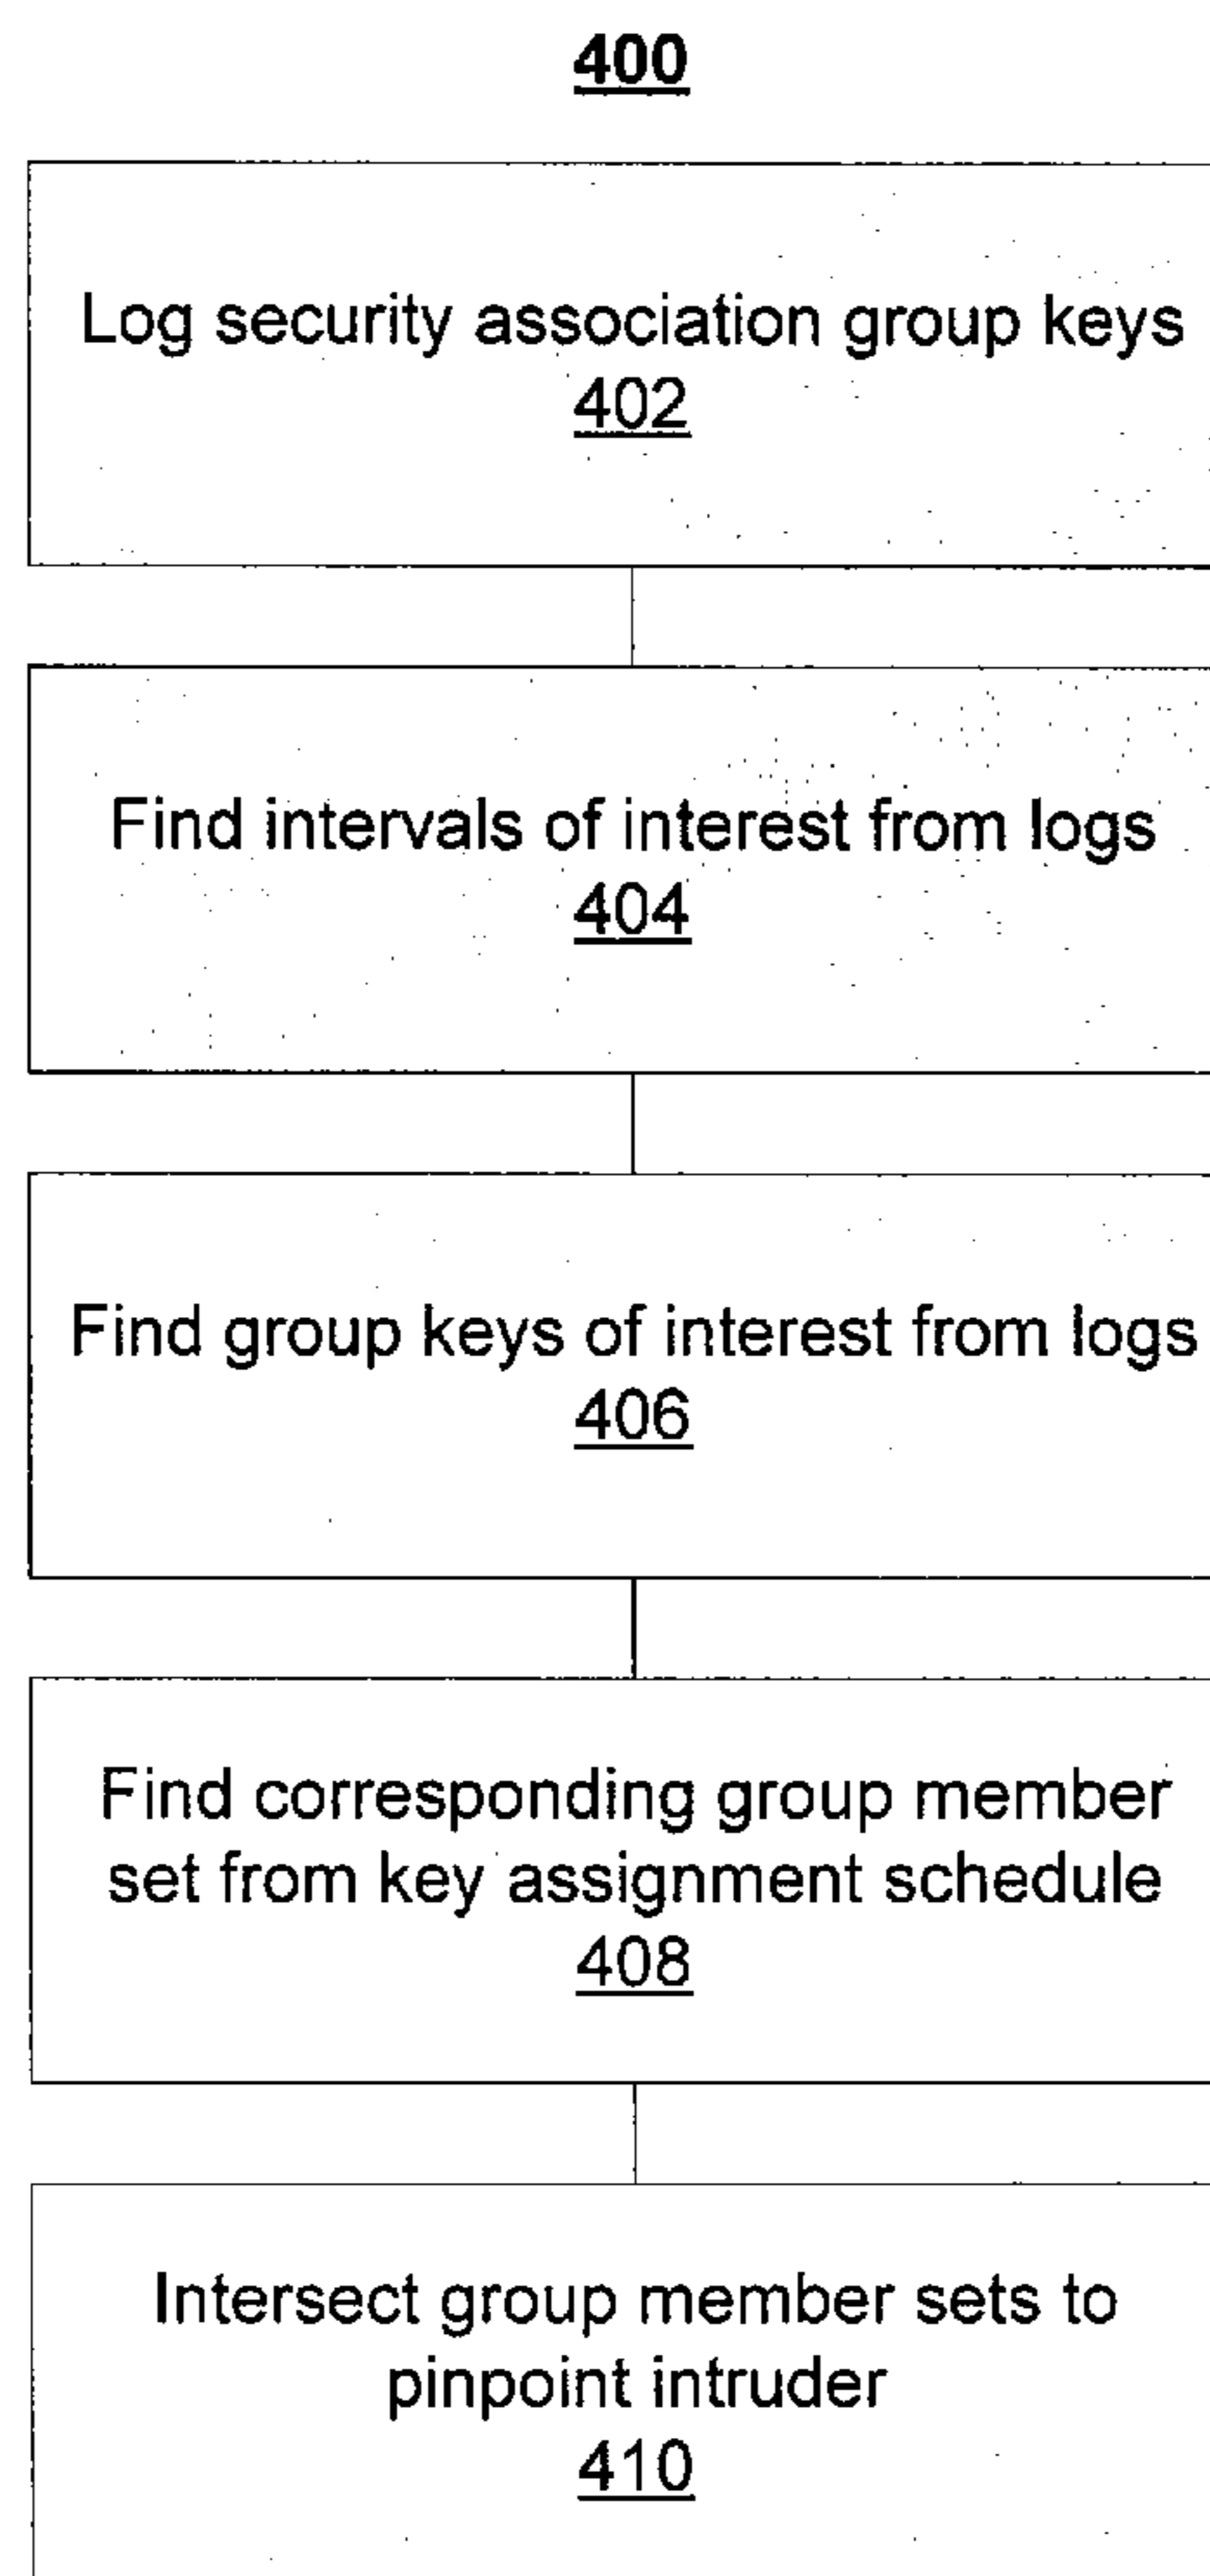 400
Log security association group keys
402
Find intervals of interest from logs
404
Find group keys of interest from logs
406
Find corresponding group member
set from key assignment schedule
408
Intersect group member sets to
pinpoint intruder
410